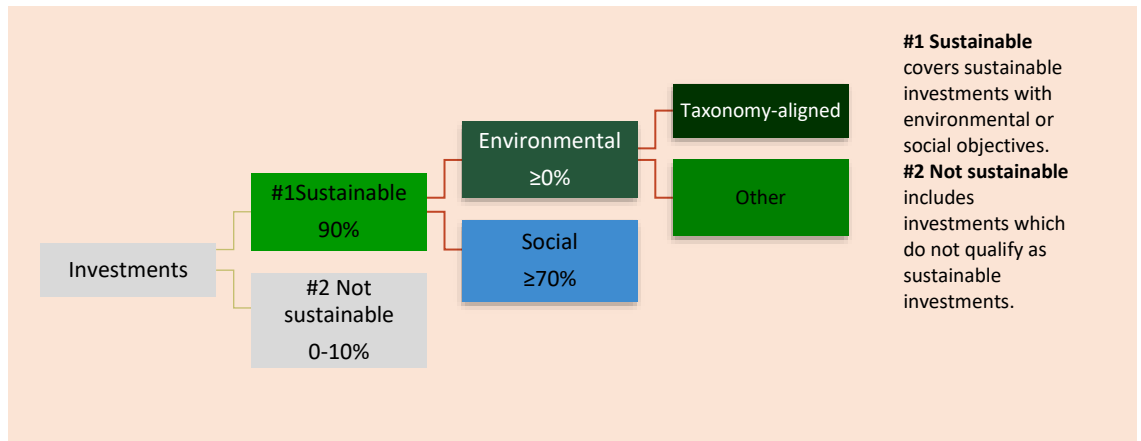 Investments
#1Sustainable
90%
#2 Not
sustainable
0-10%
Environmental
≥0%
Social
≥70%
Taxonomy-aligned
Other
#1 Sustainable
covers sustainable
investments with
environmental or
social objectives.
#2 Not sustainable
includes
investments which
do not qualify as
sustainable
investments.